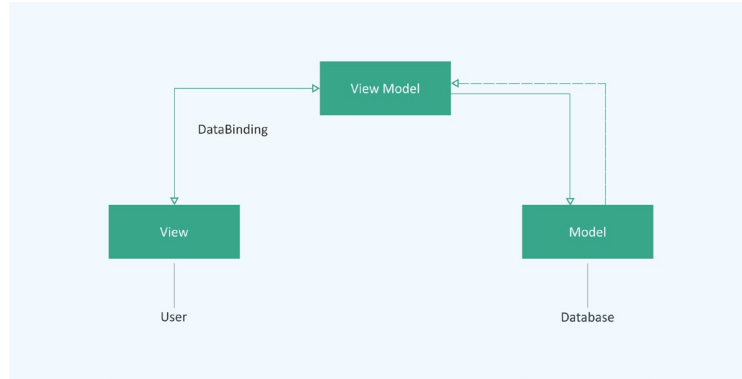 View Model
DataBinding
View
Model
User
Database